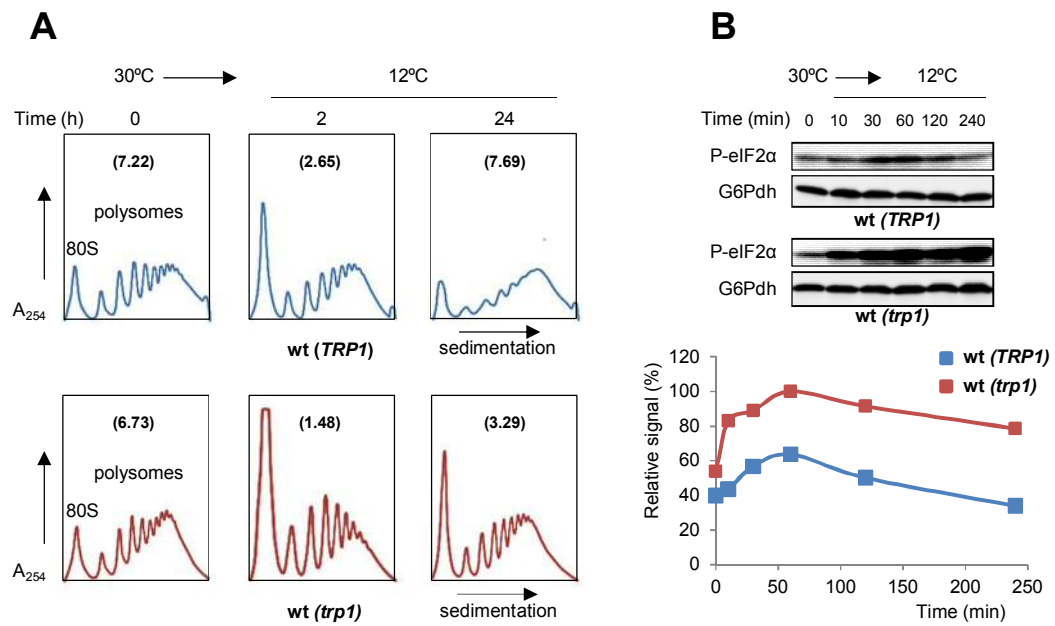 A
30ºC
12ºC
Time (h)
0
2
24
(7.22)
(2.65)
(7.69)
polysomes
80S
A254
wt (TRP1)
sedimentation
(6.73)
(1.48)
(3.29)
polysomes
80S
A254
wt (trp1)
sedimentation
B
30ºC
12ºC
Time (min)
0 10 30 60 120 240
P-eIF2α
G6Pdh
wt (TRP1)
P-eIF2α
G6Pdh
wt (trp1)
wt (TRP1)
wt (trp1)
Relative signal (%)
120
100
80
60
40
20
0
0 50 100 150 200 250
Time (min)